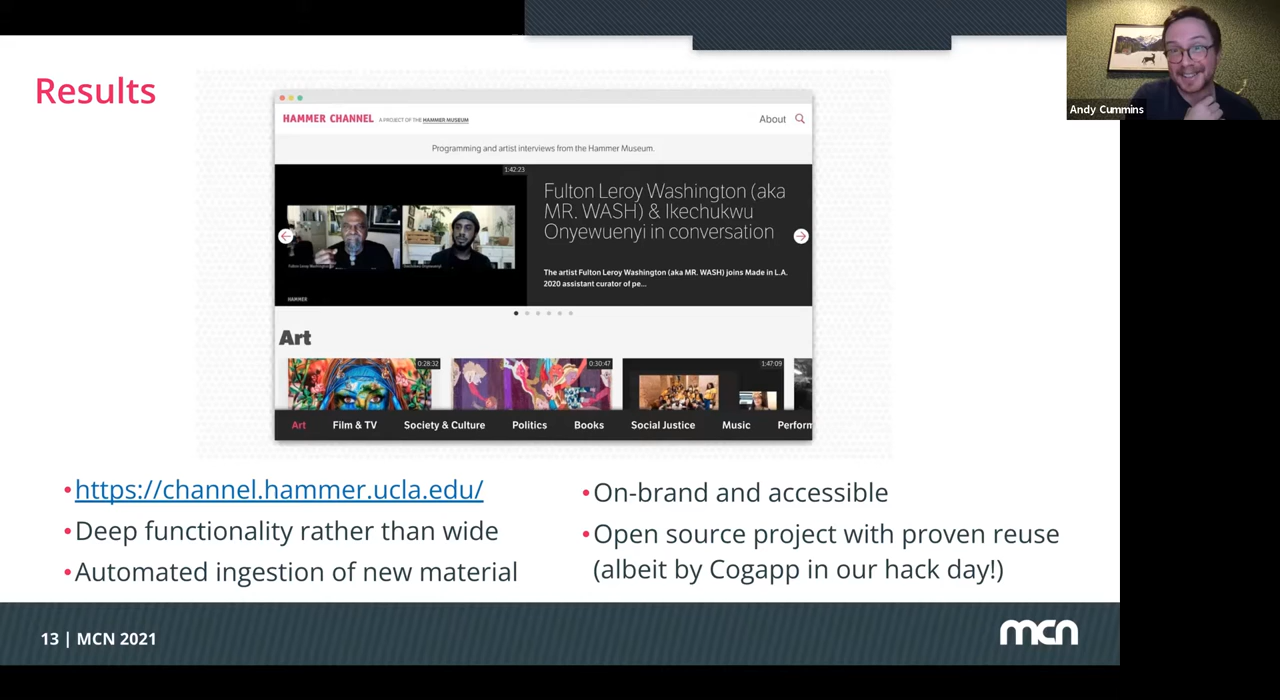 Results
Andy Cummins
HAMMER CHANNEL A PROJECT OF THE HAMMER MUSEUM
About
Programming and artist interviews from the Hammer Museum.
1:42:23
Fulton Leroy Washington (aka
MR. WASH) & Ikechukwu
Onyewuenyi in conversation
The artist Fulton Leroy Washington (aka MR. WASH) joins Made in L.A.
2020 assistant curator of pe...
HAMMER
Art
0:28:32
0:30:47
1:47:09
Art Film & TV Society & Culture Politics Books Social Justice Music Perform
•https://channel.hammer.ucla.edu/
•Deep functionality rather than wide
•Automated ingestion of new material
•On-brand and accessible
•Open source project with proven reuse
(albeit by Cogapp in our hack day!)
13 | MCN 2021
mcn